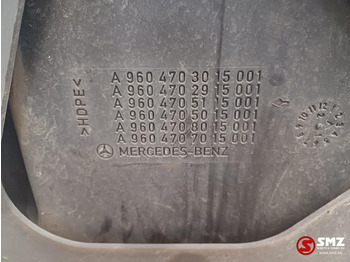 >HDPE<
A 960 470 30 15 001
A 960 470 29 15 001
A 960 470 51 15 001
A 960 470 50 15 001
A 960 470 80 15 001
A 960 470 70 15 001
MERCEDES-BENZ
SMZ